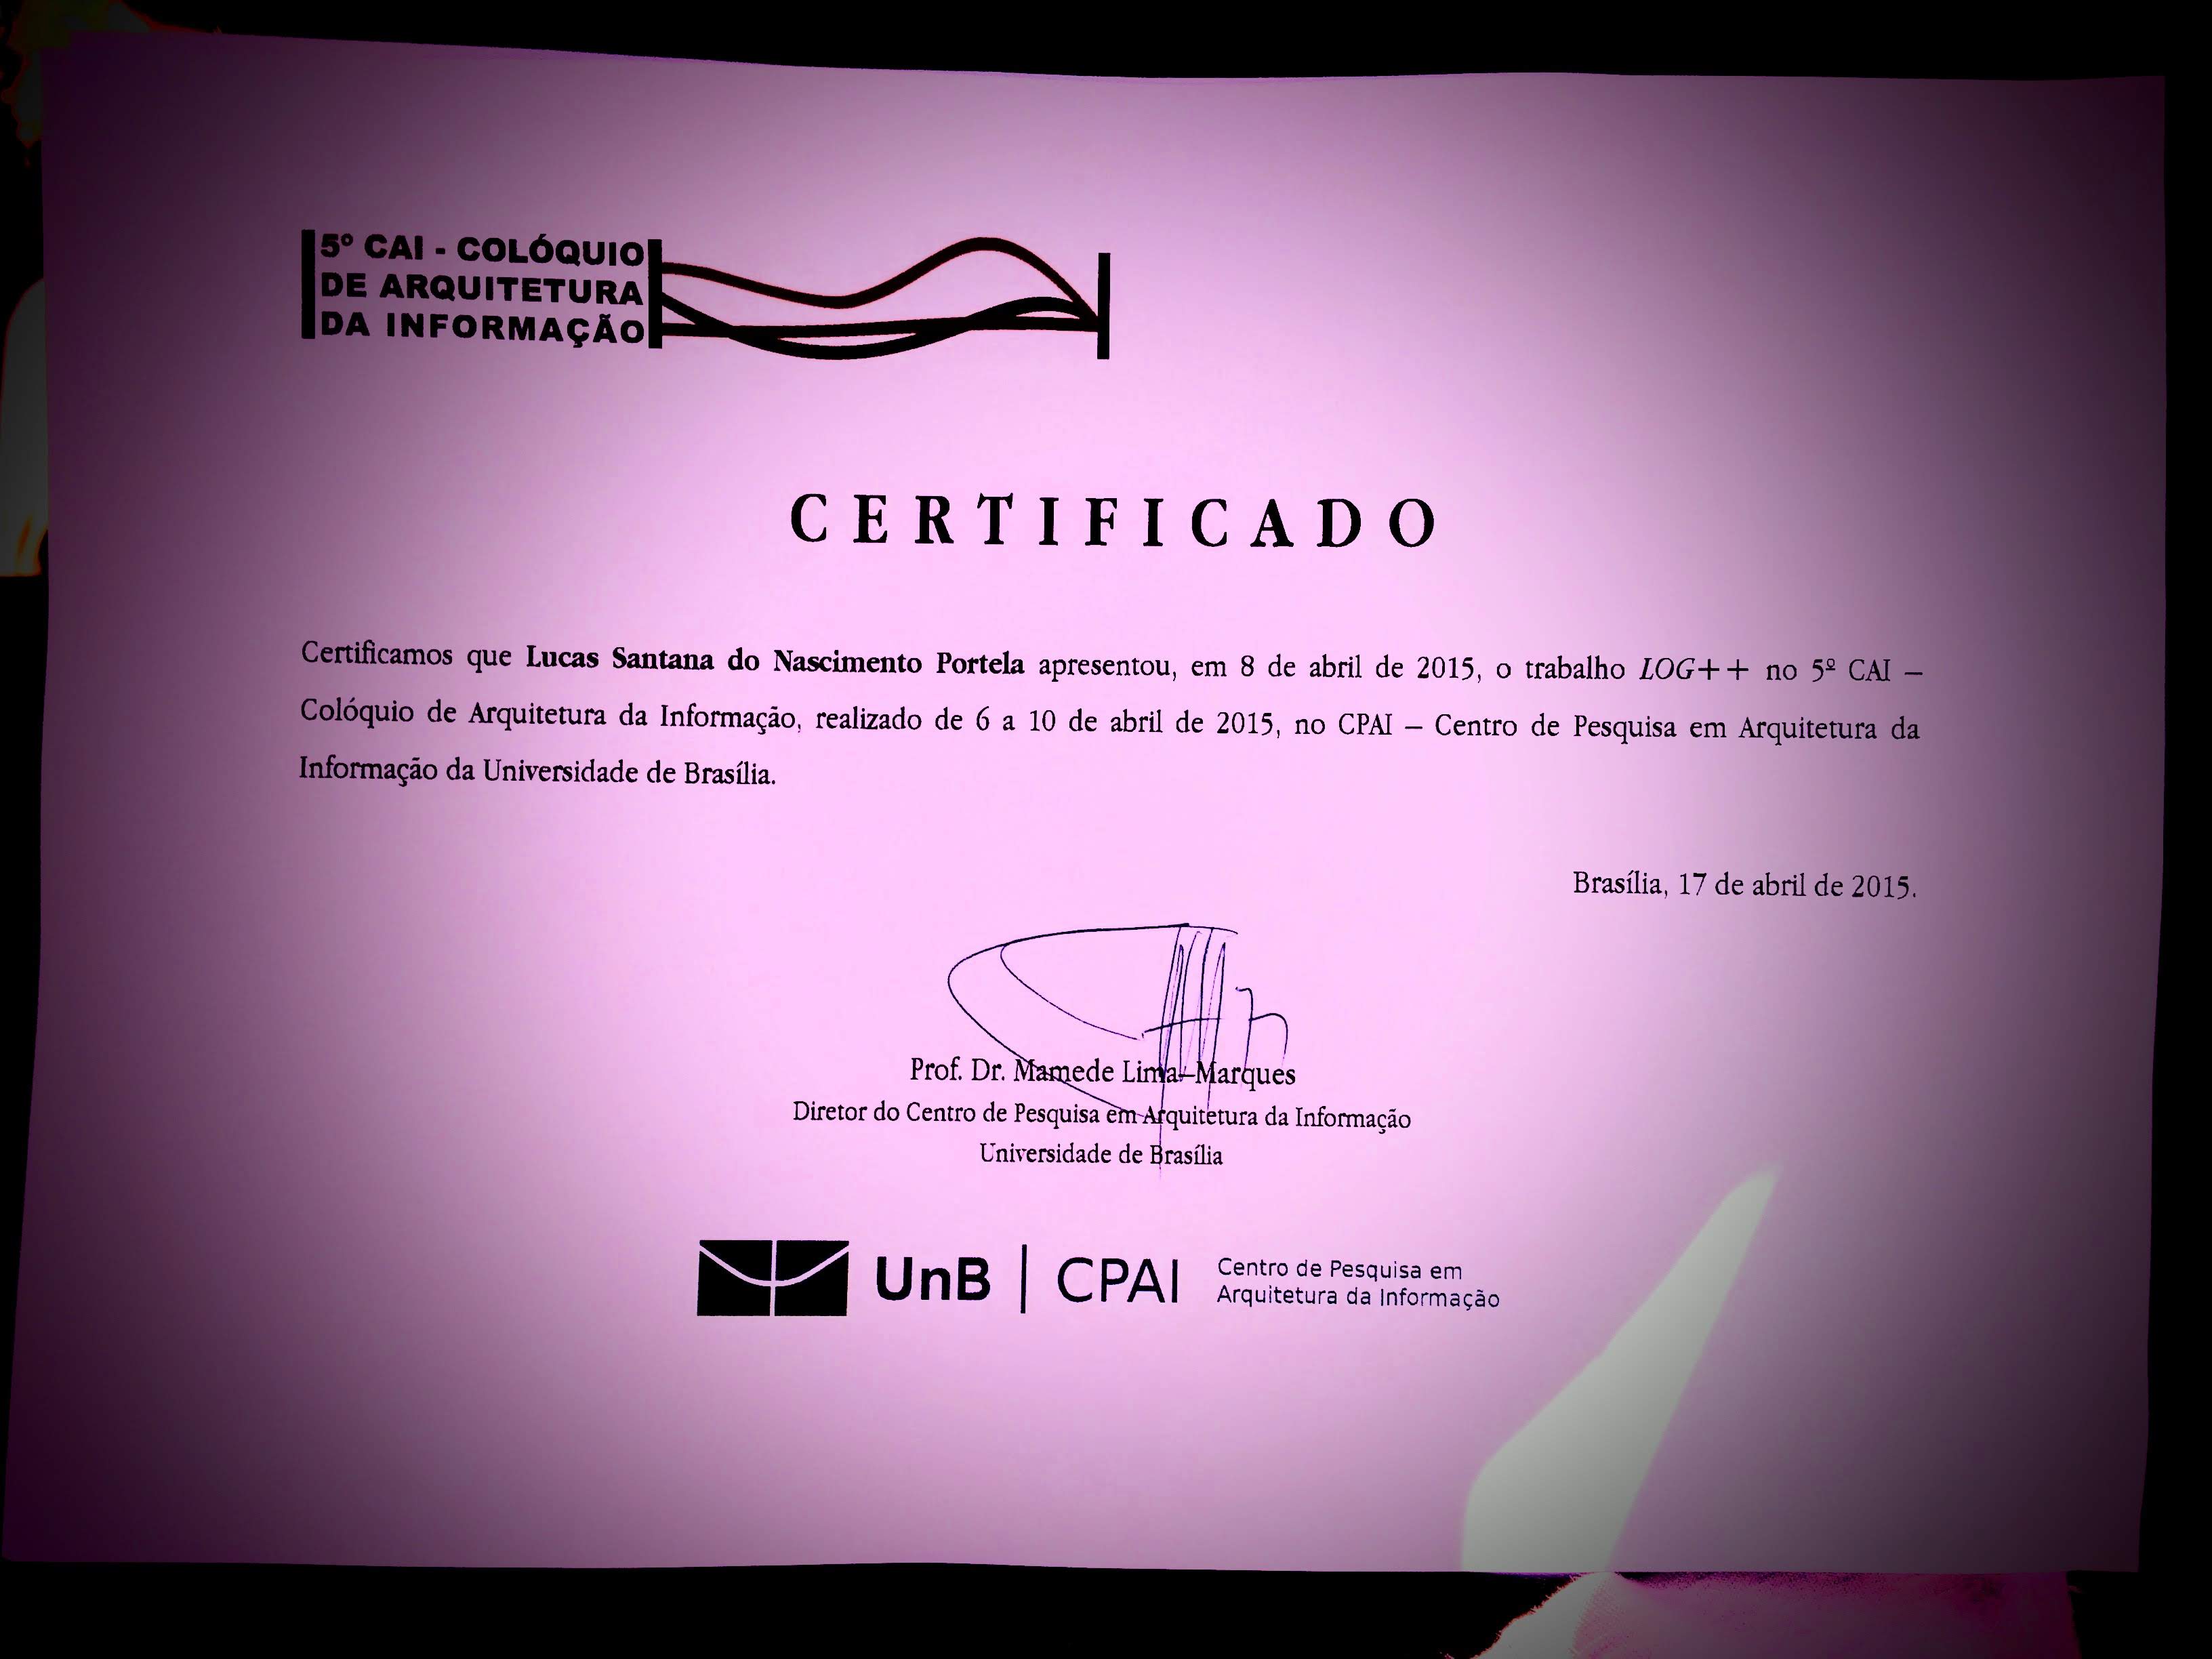 5º CAI - COLÓQUIO
DE ARQUITETURA
DA INFORMAÇÃO
CERTIFICADO
Certificamos que Lucas Santana do Nascimento Portela apresentou, em 8 de abril de 2015, o trabalho LOG++ no 5º CAI –
Colóquio de Arquitetura da Informação, realizado de 6 a 10 de abril de 2015, no CPAI – Centro de Pesquisa em Arquitetura da
Informação da Universidade de Brasília.
Brasília, 17 de abril de 2015.
Prof. Dr. Mamede Lima–Marques
Diretor do Centro de Pesquisa em Arquitetura da Informação
Universidade de Brasília
UnB | CPAI Centro de Pesquisa em
Arquitetura da Informação